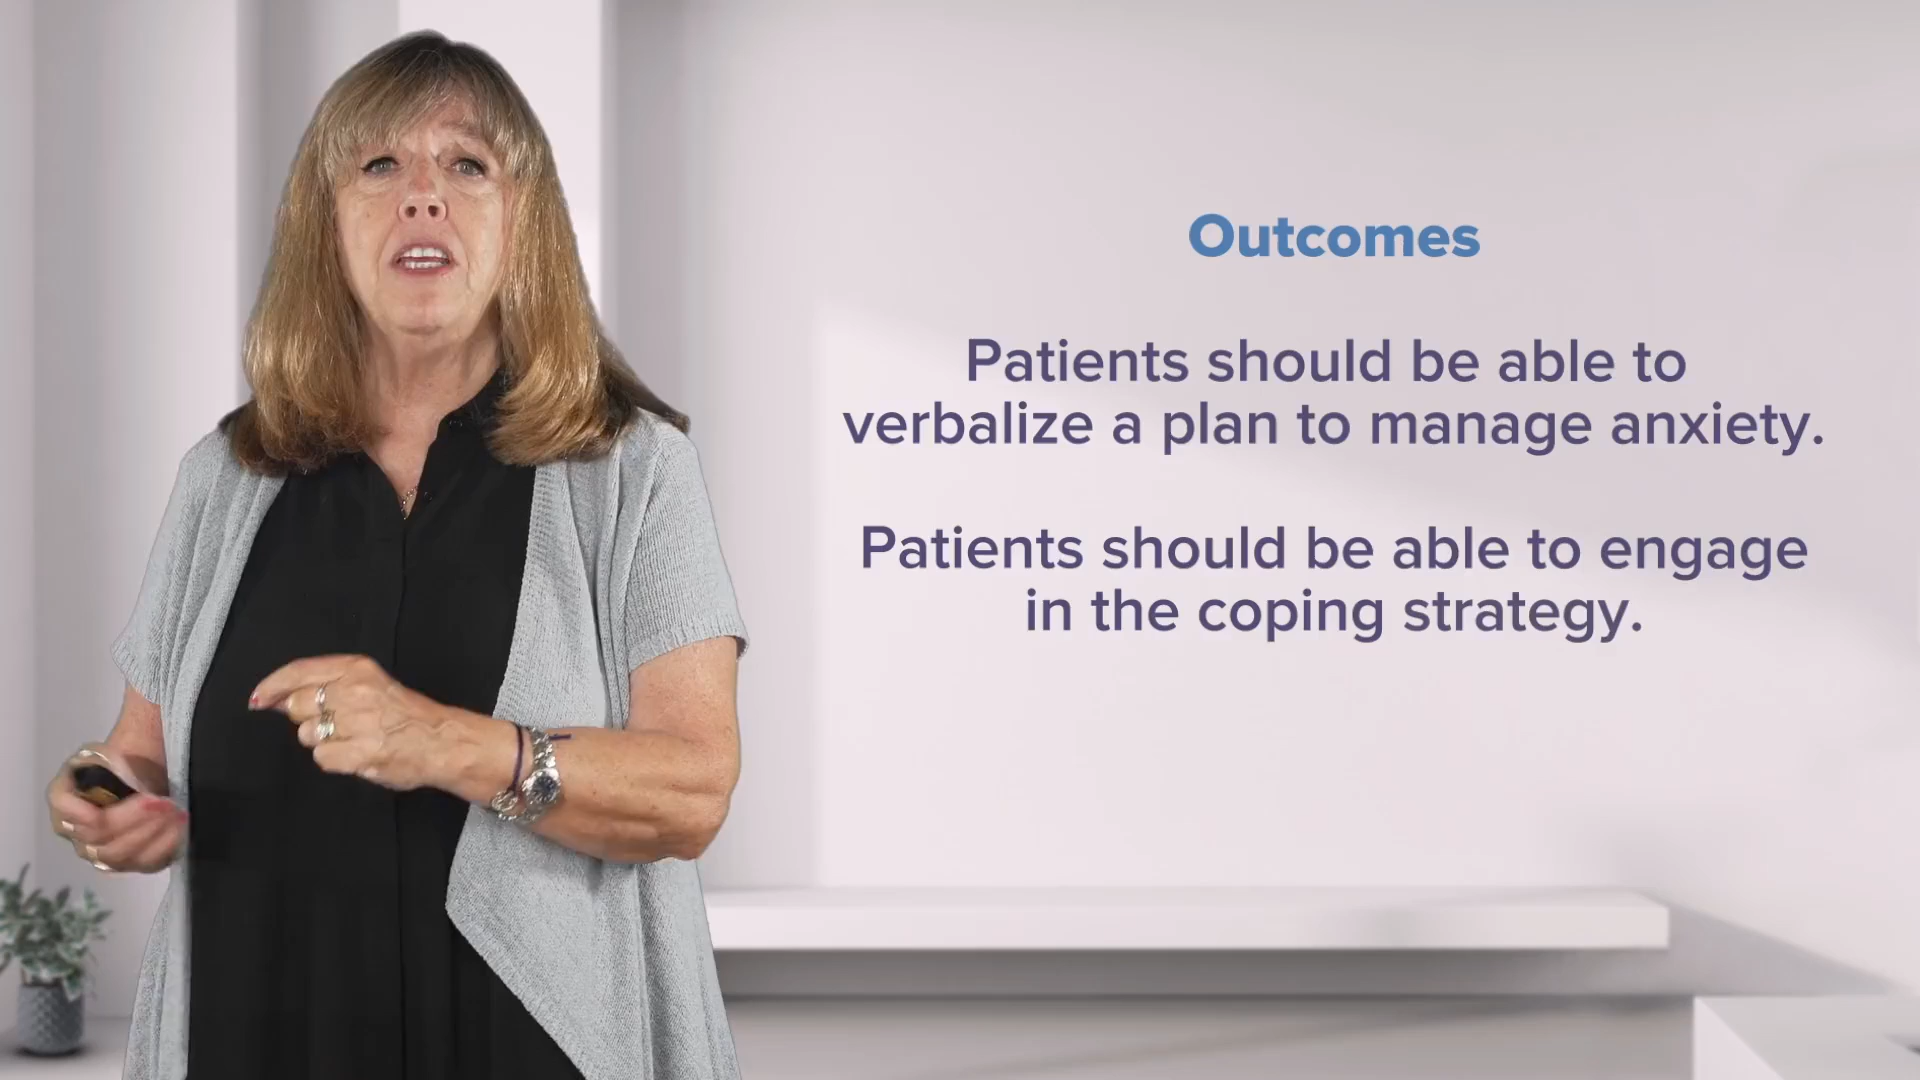 Outcomes
Patients should be able to
verbalize a plan to manage anxiety.
Patients should be able to engage
in the coping strategy.